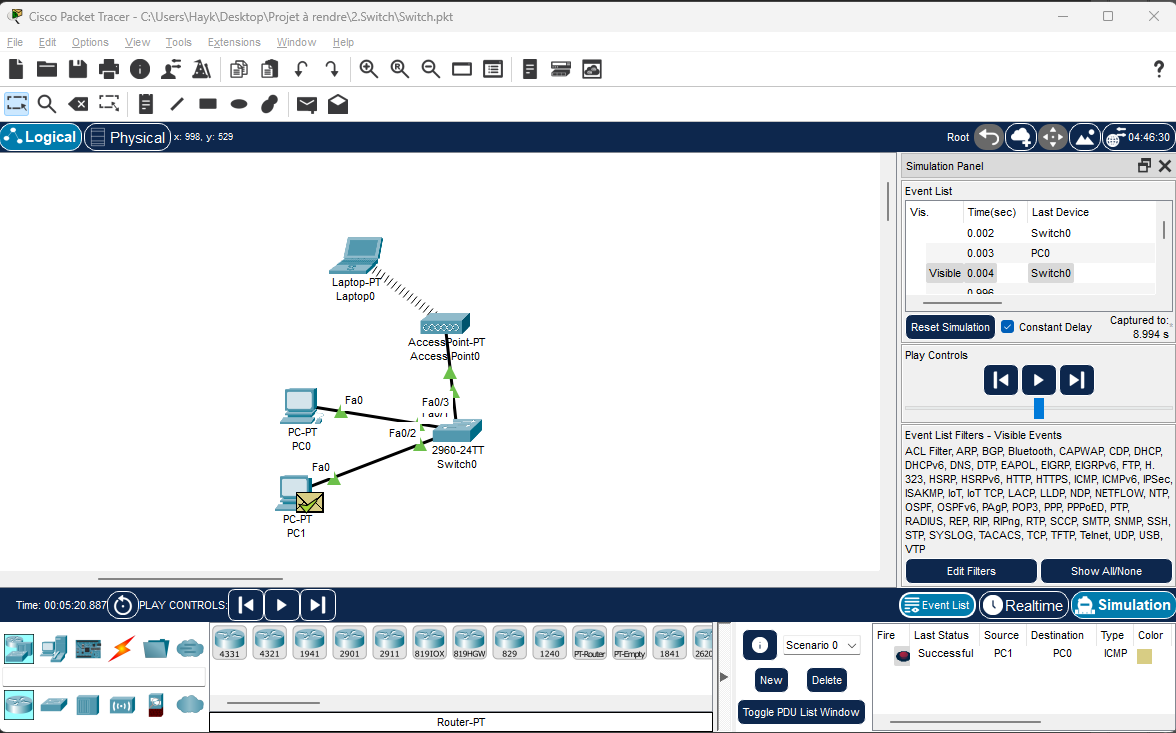 Cisco Packet Tracer - C:\Users\Hayk\Desktop\Projet à rendre\2.Switch\Switch.pkt
File Edit Options View Tools Extensions Window Help
Logical Physical x: 998, y: 529 Root 04:46:30
Simulation Panel
Event List
Vis. Time(sec) Last Device
0.002 Switch0
0.003 PC0
Visible 0.004 Switch0
0.996
Reset Simulation Constant Delay Captured to:
8.994 s
Play Controls
Event List Filters - Visible Events
ACL Filter, ARP, BGP, Bluetooth, CAPWAP, CDP, DHCP,
DHCPv6, DNS, DTP, EAPOL, EIGRP, EIGRPv6, FTP, H.
323, HSRP, HSRPv6, HTTP, HTTPS, ICMP, ICMPv6, IPSec,
ISAKMP, IoT, IoT TCP, LACP, LLDP, NDP, NETFLOW, NTP,
OSPF, OSPFv6, PAgP, POP3, PPP, PPPoED, PTP,
RADIUS, REP, RIP, RIPng, RTP, SCCP, SMTP, SNMP, SSH,
STP, SYSLOG, TACACS, TCP, TFTP, Telnet, UDP, USB,
VTP
Edit Filters Show All/None
Laptop-PT
Laptop0
AccessPoint-PT
Access Point0
Fa0
Fa0/3
Fa0/1
Fa0/2
PC-PT
PC0
2960-24TT
Switch0
Fa0
PC-PT
PC1
Time: 00:05:20.887 PLAY CONTROLS: Event List Realtime Simulation
4331 4321 1941 2901 2911 819IOX 819HGW 829 1240 PT-Router PT-Empty 1841 2620
Router-PT
Scenario 0
New Delete
Toggle PDU List Window
Fire Last Status Source Destination Type Color
Successful PC1 PC0 ICMP